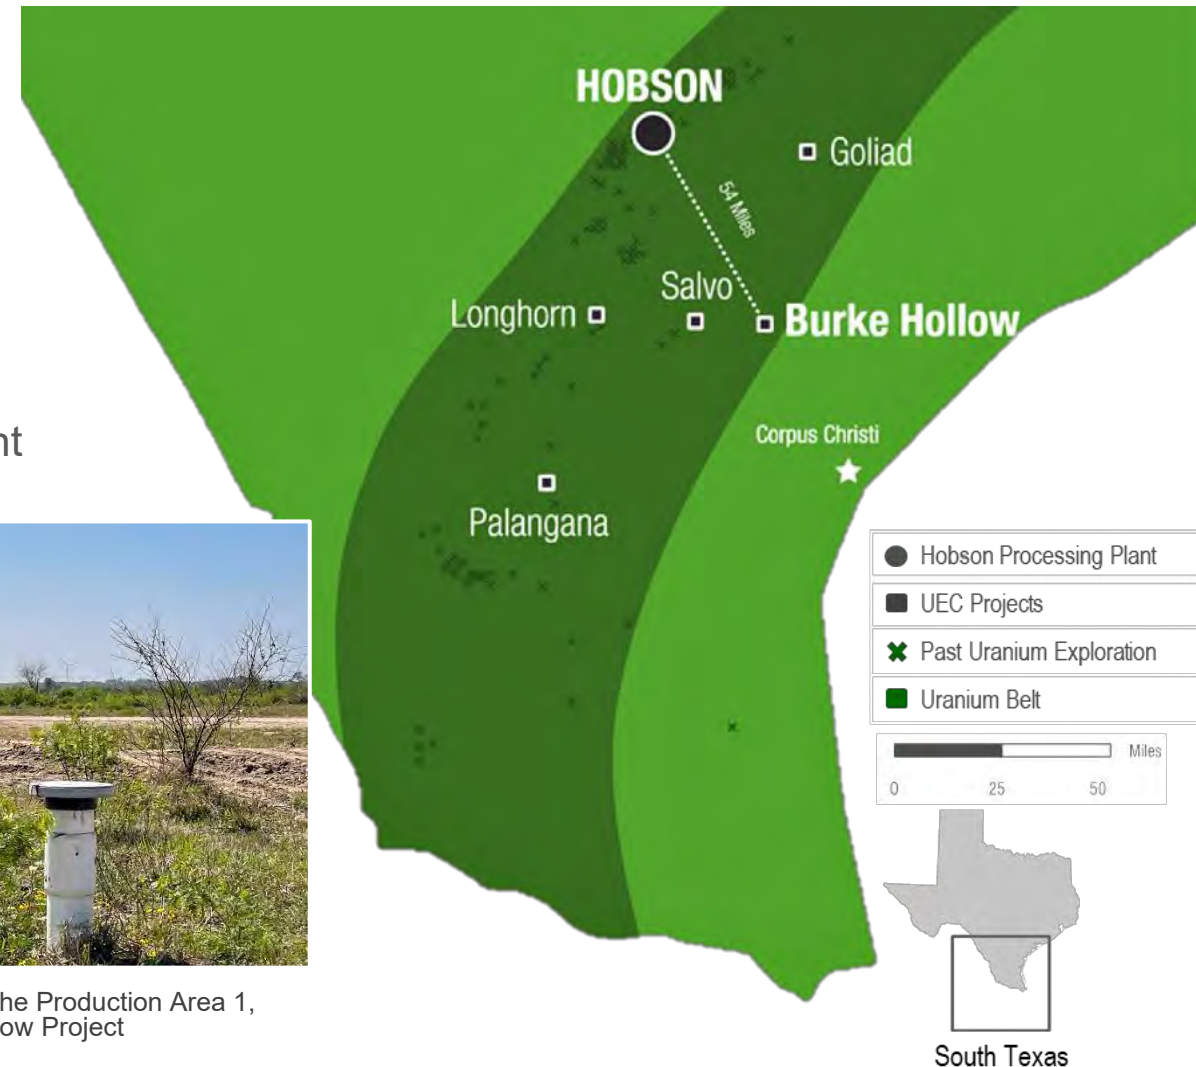 HOBSON
Goliad
54 Miles
Salvo
Longhorn
Burke Hollow
Corpus Christi
nt
Palangana
Hobson Processing Plant
UEC Projects
Past Uranium Exploration
Uranium Belt
Miles
0 25 50
he Production Area 1,
ow Project
South Texas